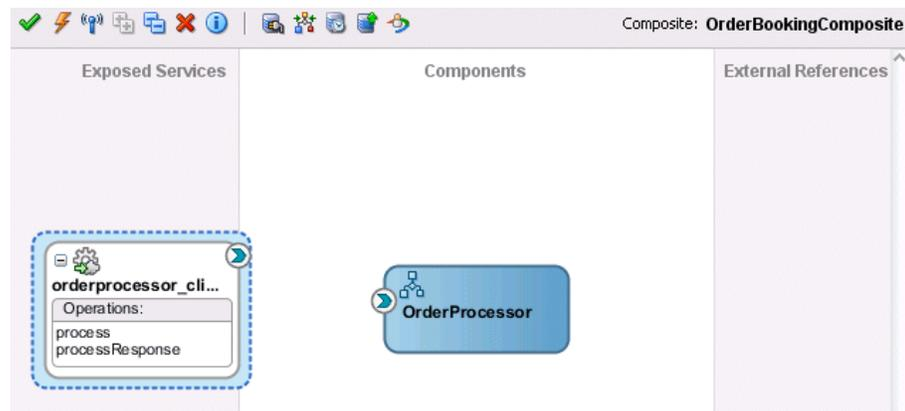 Composite: OrderBookingComposite
Exposed Services
Components
External References
orderprocessor_cli...
Operations:
process
processResponse
OrderProcessor